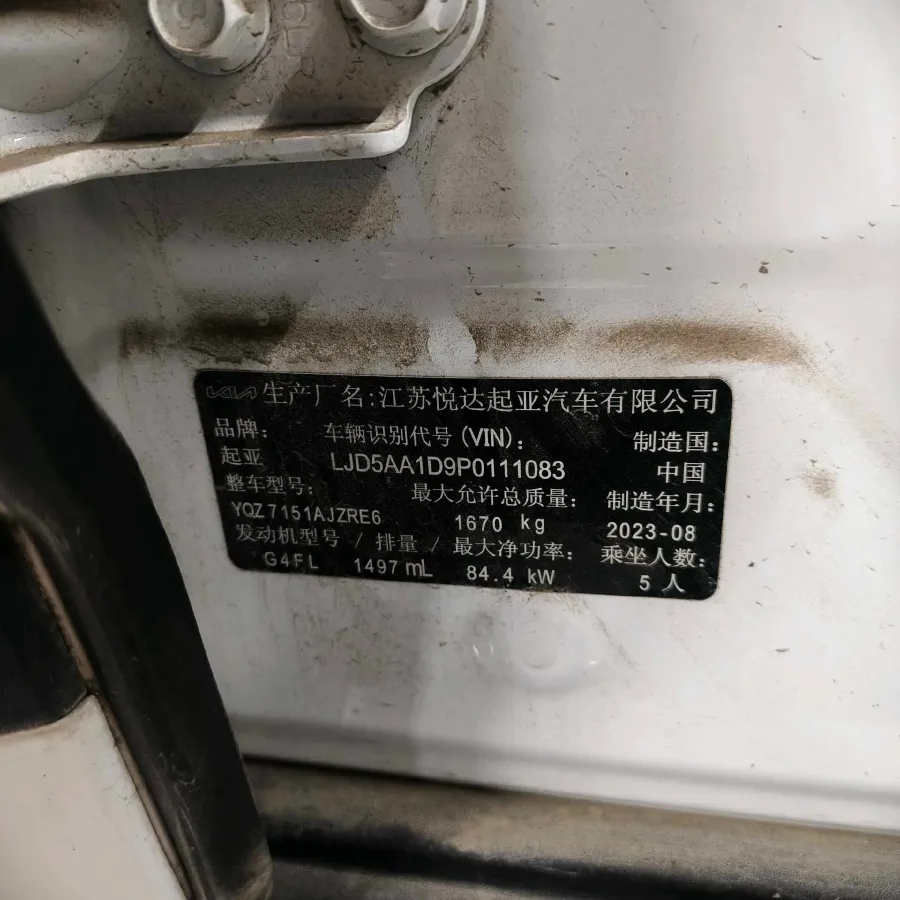 KIA 生产厂名:江苏悦达起亚汽车有限公司
品牌: 车辆识别代号(VIN): 制造国:
起亚 LJD5AA1D9P0111083 中国
整车型号: 最大允许总质量: 制造年月:
YQZ7151AJZRE6 1670 kg 2023-08
发动机型号 / 排量 / 最大净功率: 乘坐人数:
G4FL 1497mL 84.4 kW 5人